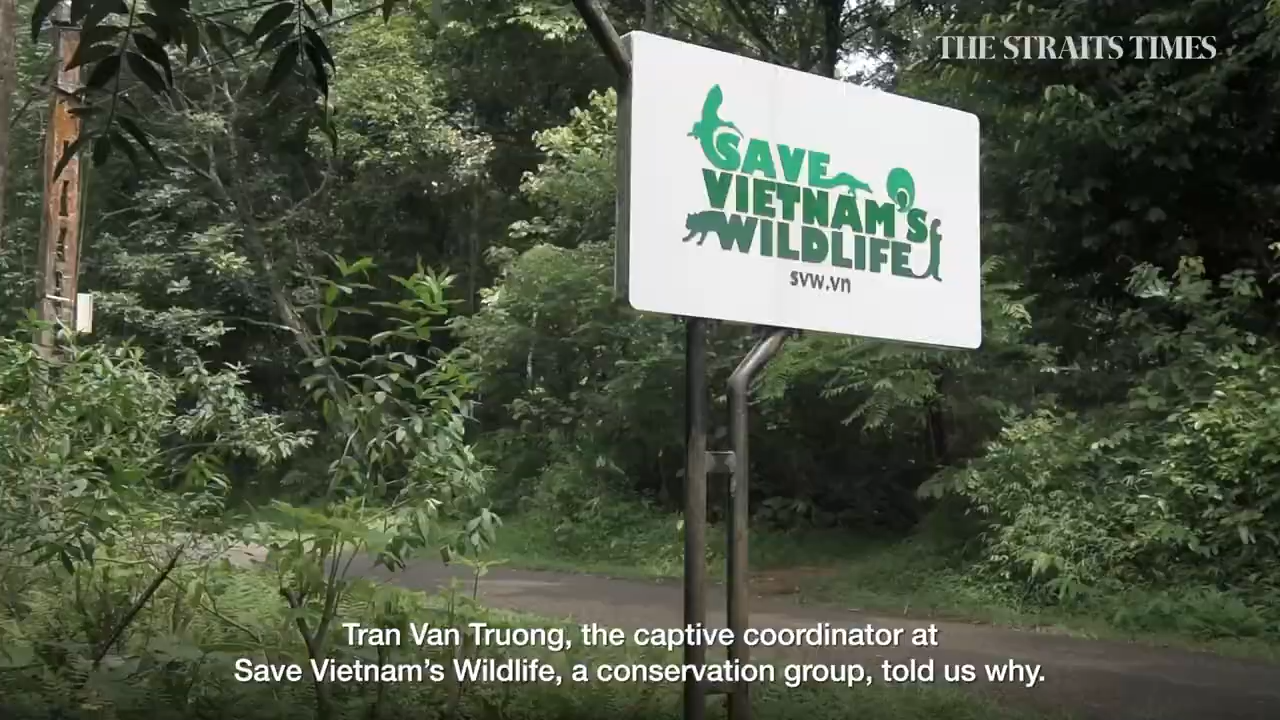 THE STRAITS TIMES
SAVE
VIETNAM'S
WILDLIFE
svw.vn
Tran Van Truong, the captive coordinator at
Save Vietnam's Wildlife, a conservation group, told us why.